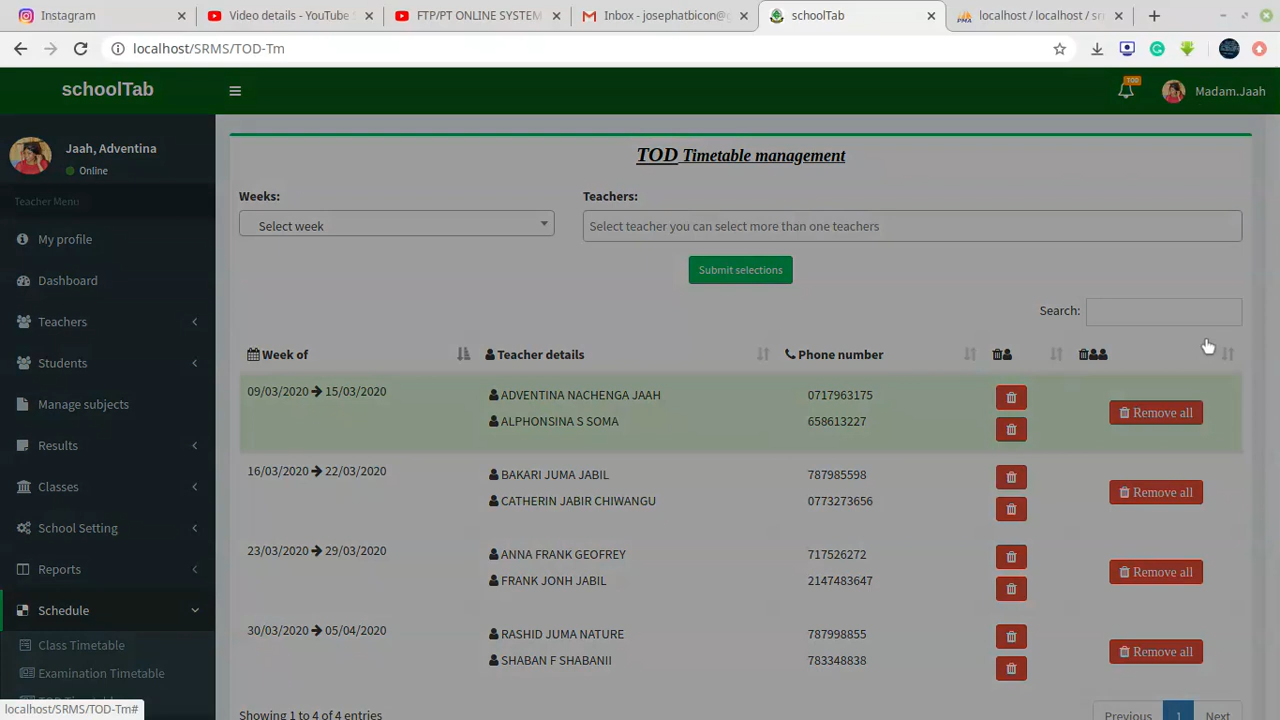 Instagram
Video details - YouTube S
FTP/PT ONLINE SYSTEM
Inbox - josephatbicon@g
schoolTab
localhost / localhost / srm
localhost/SRMS/TOD-Tm
schoolTab
TOD
Madam.Jaah
Jaah, Adventina
Online
Teacher Menu
My profile
Dashboard
Teachers
Students
Manage subjects
Results
Classes
School Setting
Reports
Schedule
Class Timetable
Examination Timetable
localhost/SRMS/TOD-Tm#
TOD Timetable management
Weeks: Teachers:
Select week Select teacher you can select more than one teachers
Submit selections
Search:
Week of Teacher details Phone number
09/03/2020 → 15/03/2020 ADVENTINA NACHENGA JAAH 0717963175
ALPHONSINA S SOMA 658613227
Remove all
16/03/2020 → 22/03/2020 BAKARI JUMA JABIL 787985598
CATHERIN JABIR CHIWANGU 0773273656
Remove all
23/03/2020 → 29/03/2020 ANNA FRANK GEOFREY 717526272
FRANK JONH JABIL 2147483647
Remove all
30/03/2020 → 05/04/2020 RASHID JUMA NATURE 787998855
SHABAN F SHABANII 783348838
Remove all
Showing 1 to 4 of 4 entries
Previous 1 Next